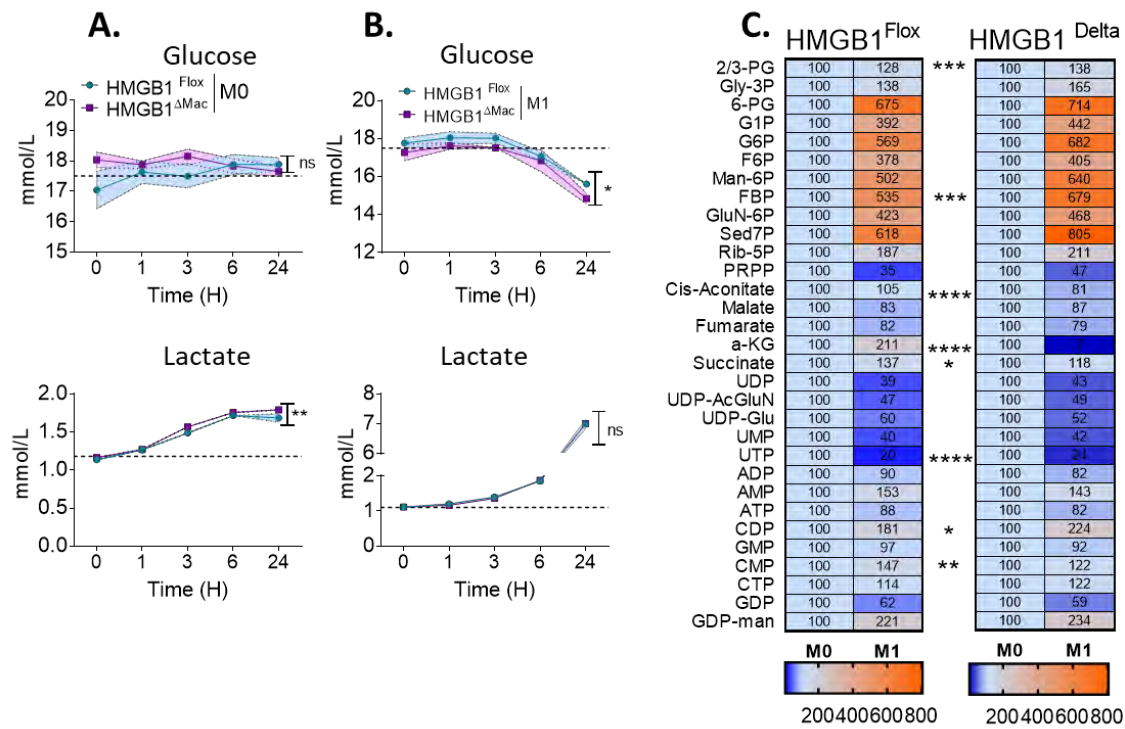 A.
Glucose
HMGB1 Flox
HMGB1 ΔMac
M0
mmol/L
20
19
18
17
16
15
ns
0 1 3 6 24
Time (H)
Lactate
mmol/L
2.0
1.5
1.0
0.0
**
0 1 3 6 24
Time (H)
B.
Glucose
HMGB1 Flox
HMGB1 ΔMac
M1
mmol/L
20
18
16
14
12
*
0 1 3 6 24
Time (H)
Lactate
mmol/L
8
7
6
2
1
0
ns
0 1 3 6 24
Time (H)
C.
HMGB1 Flox HMGB1 Delta
2/3-PG 100 128 *** 100 138
Gly-3P 100 138 100 165
6-PG 100 675 100 714
G1P 100 392 100 442
G6P 100 569 100 682
F6P 100 378 100 405
Man-6P 100 502 100 640
FBP 100 535 *** 100 679
GluN-6P 100 423 100 468
Sed7P 100 618 100 805
Rib-5P 100 187 100 211
PRPP 100 35 100 47
Cis-Aconitate 100 105 **** 100 81
Malate 100 83 100 87
Fumarate 100 82 100 79
a-KG 100 211 **** 100
Succinate 100 137 * 100 118
UDP 100 39 100 43
UDP-AcGluN 100 47 100 49
UDP-Glu 100 60 100 52
UMP 100 40 100 42
UTP 100 20 **** 100 24
ADP 100 90 100 82
AMP 100 153 100 143
ATP 100 88 100 82
CDP 100 181 * 100 224
GMP 100 97 100 92
CMP 100 147 ** 100 122
CTP 100 114 100 122
GDP 100 62 100 59
GDP-man 100 221 100 234
M0 M1 M0 M1
200400600800 200400600800